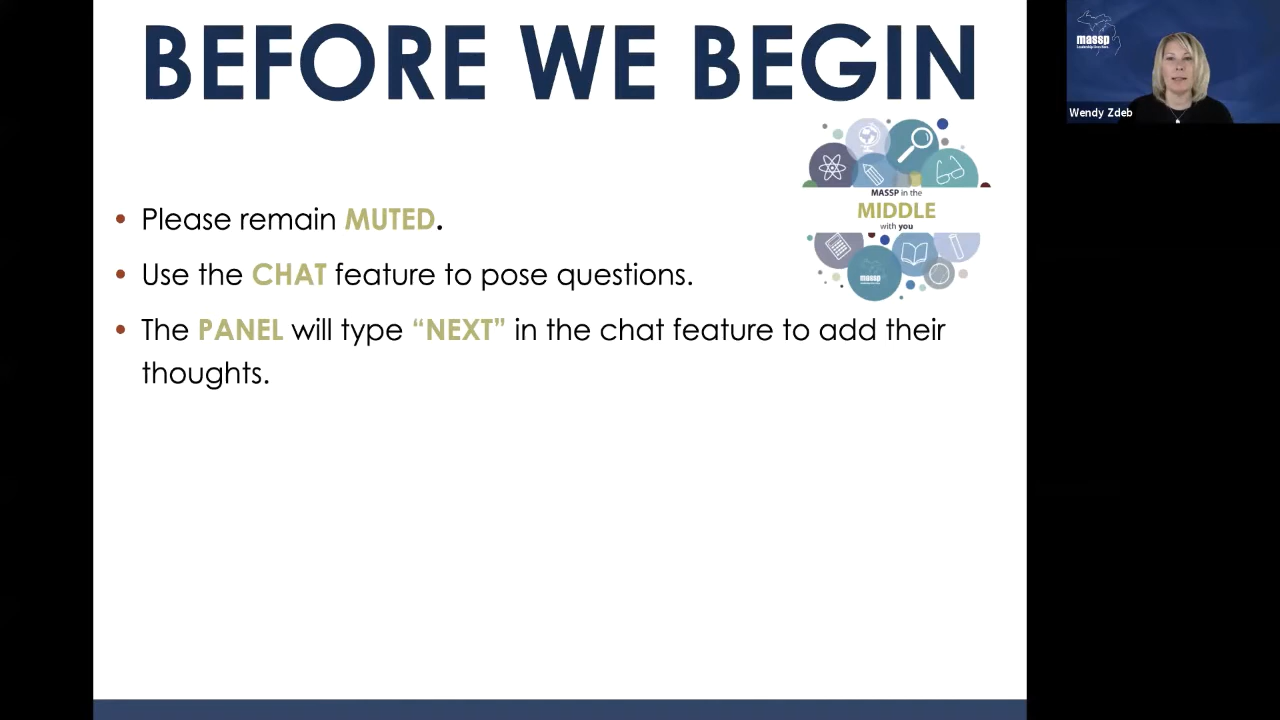 BEFORE WE BEGIN
massp
Wendy Zdeb
MASSP in the
MIDDLE
with you
Please remain MUTED.
Use the CHAT feature to pose questions.
The PANEL will type “NEXT” in the chat feature to add their
thoughts.
massp